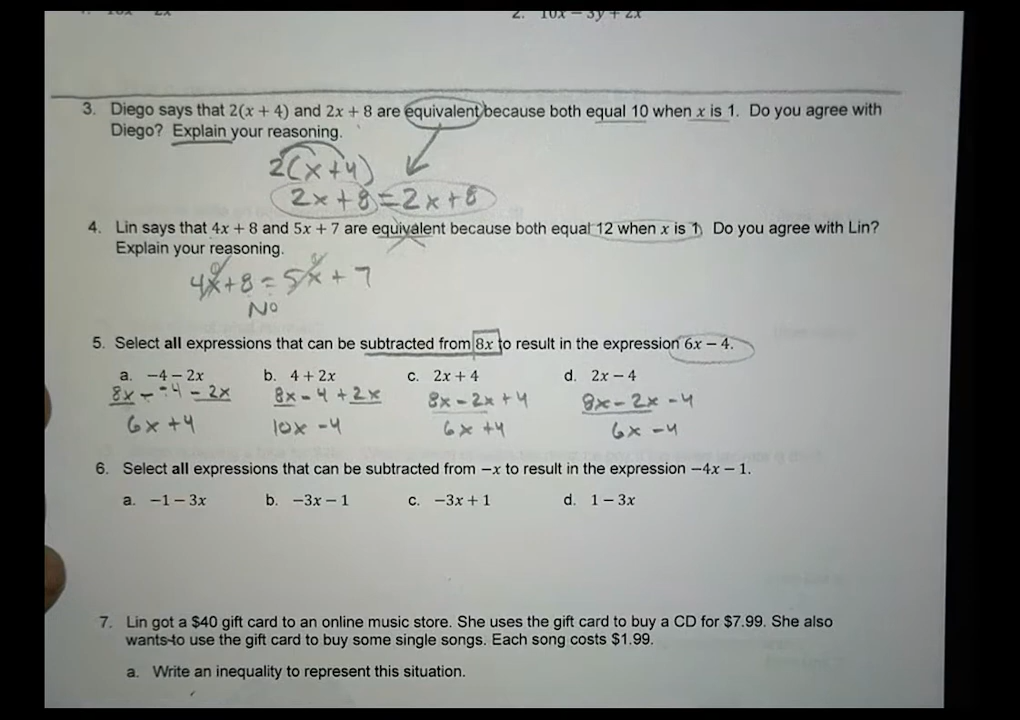 2. 10x − 3y + 2x
3. Diego says that 2(x + 4) and 2x + 8 are equivalent because both equal 10 when x is 1. Do you agree with
Diego? Explain your reasoning.
2(x+4)
2x+8=2x+8
4. Lin says that 4x + 8 and 5x + 7 are equivalent because both equal 12 when x is 1. Do you agree with Lin?
Explain your reasoning.
4x+8=5x+7
No
5. Select all expressions that can be subtracted from 8x to result in the expression 6x − 4.
a. −4 − 2x b. 4 + 2x c. 2x + 4 d. 2x − 4
8x - -4 - 2x 8x - 4 + 2x 8x - 2x + 4 8x - 2x - 4
6x + 4 10x - 4 6x + 4 6x - 4
6. Select all expressions that can be subtracted from −x to result in the expression −4x − 1.
a. −1 − 3x b. −3x − 1 c. −3x + 1 d. 1 − 3x
7. Lin got a $40 gift card to an online music store. She uses the gift card to buy a CD for $7.99. She also
wants to use the gift card to buy some single songs. Each song costs $1.99.
a. Write an inequality to represent this situation.